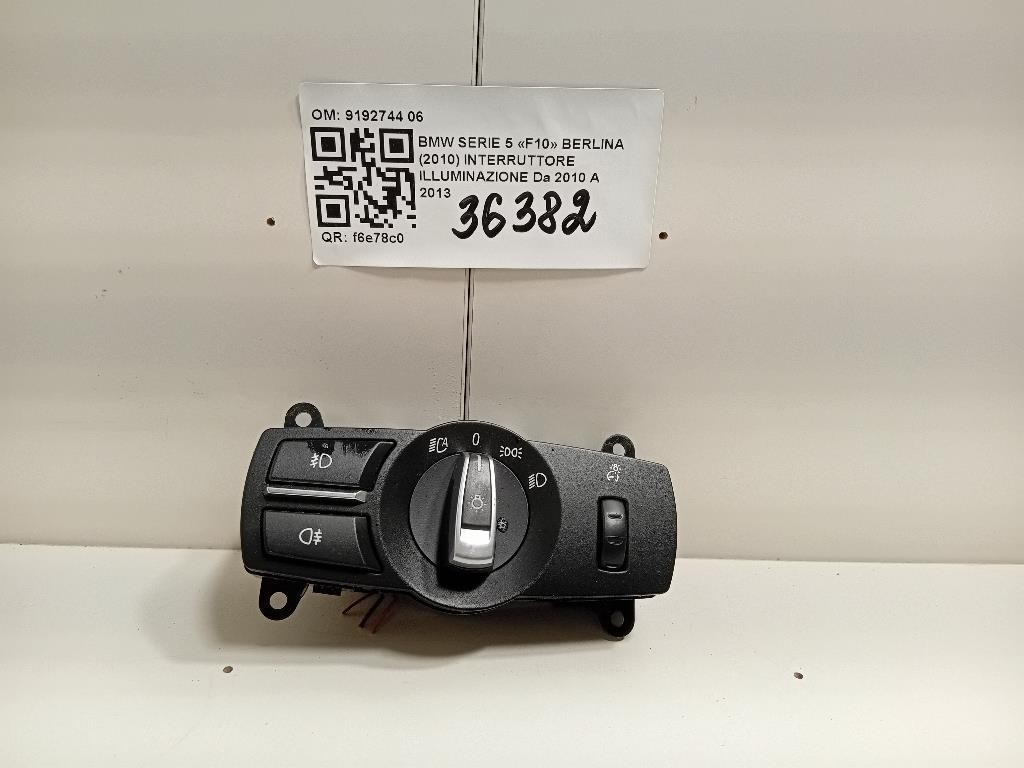 OM: 9192744 06
BMW SERIE 5 «F10» BERLINA
(2010) INTERRUTTORE
ILLUMINAZIONE Da 2010 A
2013
36382
QR: f6e78c0
0